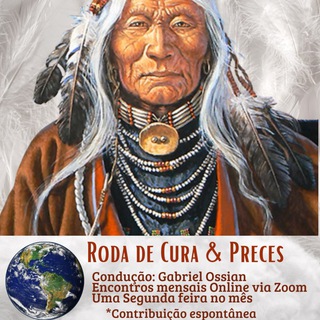 Roda de Cura & Preces
Condução: Gabriel Ossian
Encontros mensais Online via Zoom
Uma Segunda feira no mês
*Contribuição espontânea